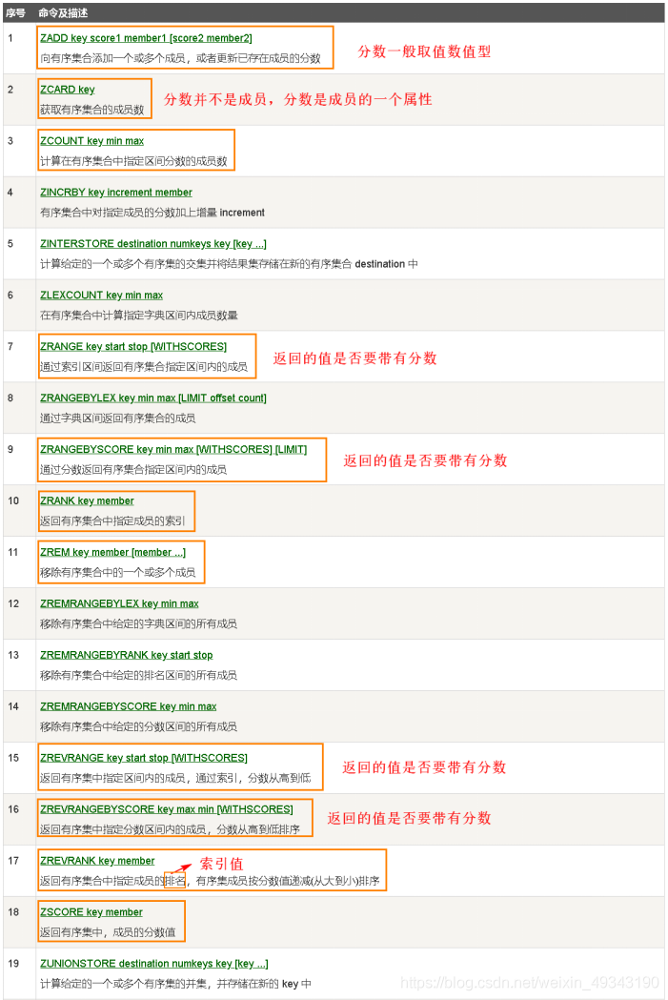 序号 命令及描述
1 ZADD key score1 member1 [score2 member2]
向有序集合添加一个或多个成员，或者更新已存在成员的分数
分数一般取值数值型
2 ZCARD key
获取有序集合的成员数
分数并不是成员，分数是成员的一个属性
3 ZCOUNT key min max
计算在有序集合中指定区间分数的成员数
4 ZINCRBY key increment member
有序集合中对指定成员的分数加上增量 increment
5 ZINTERSTORE destination numkeys key [key ...]
计算给定的一个或多个有序集的交集并将结果集存储在新的有序集合 destination 中
6 ZLEXCOUNT key min max
在有序集合中计算指定字典区间内成员数量
7 ZRANGE key start stop [WITHSCORES]
通过索引区间返回有序集合指定区间内的成员
返回的值是否要带有分数
8 ZRANGEBYLEX key min max [LIMIT offset count]
通过字典区间返回有序集合的成员
9 ZRANGEBYSCORE key min max [WITHSCORES] [LIMIT]
通过分数返回有序集合指定区间内的成员
返回的值是否要带有分数
10 ZRANK key member
返回有序集合中指定成员的索引
11 ZREM key member [member ...]
移除有序集合中的一个或多个成员
12 ZREMRANGEBYLEX key min max
移除有序集合中给定的字典区间的所有成员
13 ZREMRANGEBYRANK key start stop
移除有序集合中给定的排名区间的所有成员
14 ZREMRANGEBYSCORE key min max
移除有序集合中给定的分数区间的所有成员
15 ZREVRANGE key start stop [WITHSCORES]
返回有序集中指定区间内的成员，通过索引，分数从高到低
返回的值是否要带有分数
16 ZREVRANGEBYSCORE key max min [WITHSCORES]
返回有序集中指定分数区间内的成员，分数从高到低排序
返回的值是否要带有分数
17 ZREVRANK key member
索引值
返回有序集合中指定成员的排名，有序集成员按分数值递减(从大到小)排序
18 ZSCORE key member
返回有序集中，成员的分数值
19 ZUNIONSTORE destination numkeys key [key ...]
计算给定的一个或多个有序集的并集，并存储在新的 key 中
https://blog.csdn.net/weixin_49343190